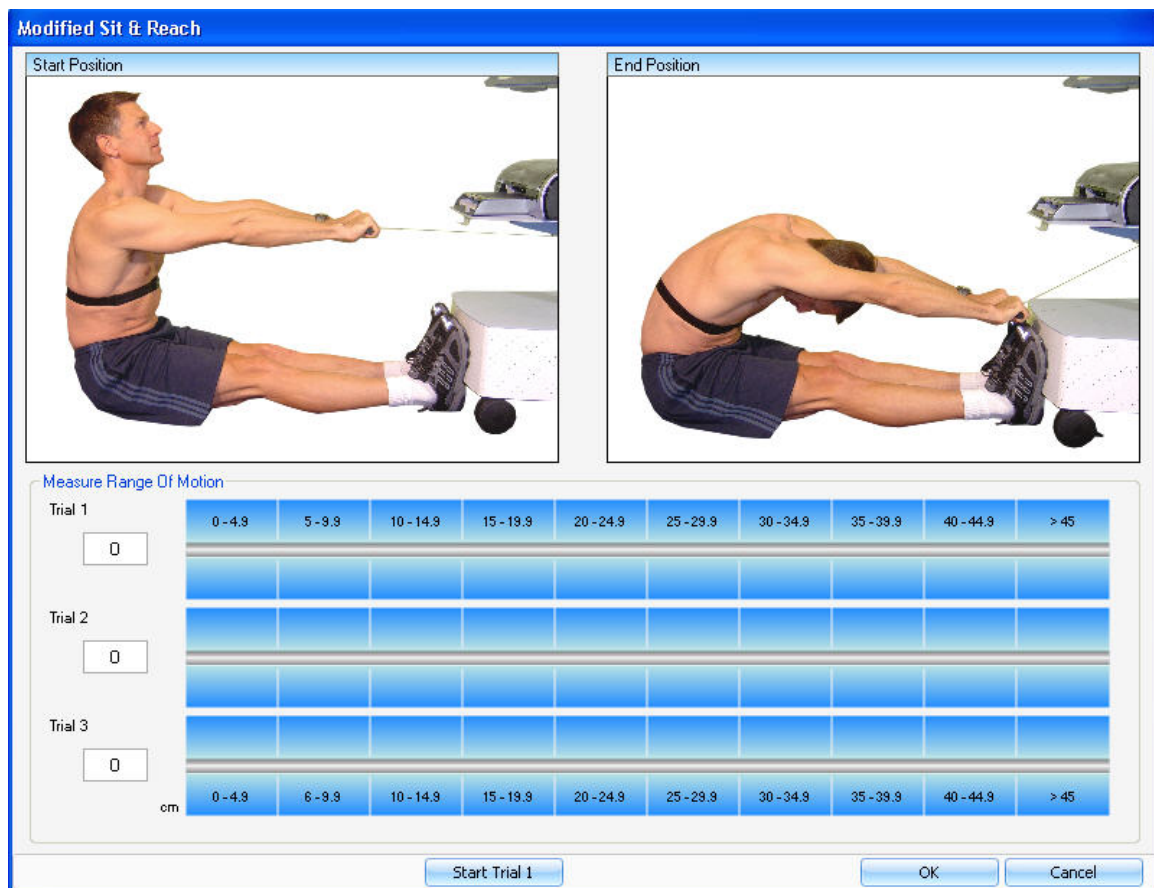 Modified Sit & Reach
Start Position
End Position
Measure Range Of Motion
Trial 1
0
0 - 4.9 5 - 9.9 10 - 14.9 15 - 19.9 20 - 24.9 25 - 29.9 30 - 34.9 35 - 39.9 40 - 44.9 > 45
Trial 2
0
Trial 3
0
cm
0 - 4.9 6 - 9.9 10 - 14.9 15 - 19.9 20 - 24.9 25 - 29.9 30 - 34.9 35 - 39.9 40 - 44.9 > 45
Start Trial 1
OK
Cancel